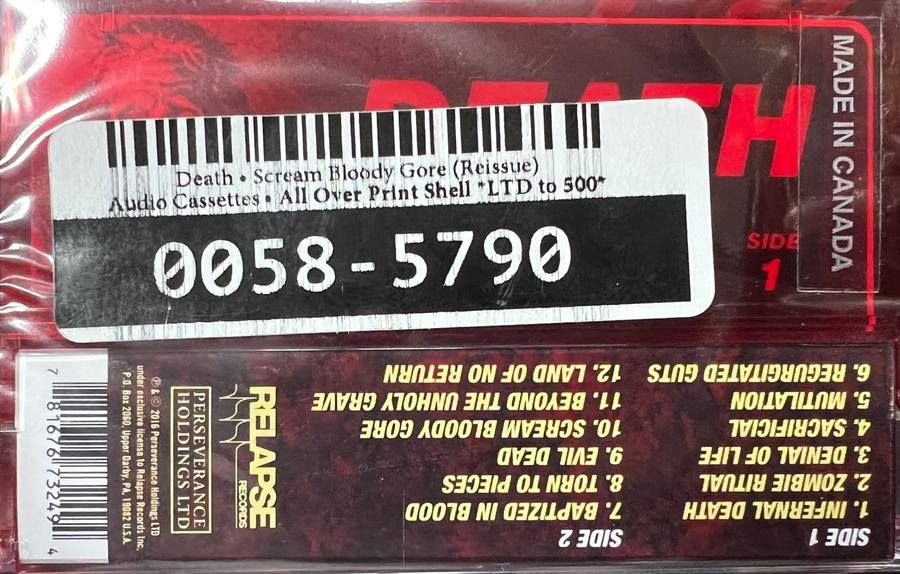 DEATH
MADE IN CANADA
Death • Scream Bloody Gore (Reissue)
Audio Cassettes • All Over Print Shell *LTD to 500*
0058-5790
SIDE
1
SIDE 1
1. INFERNAL DEATH
2. ZOMBIE RITUAL
3. DENIAL OF LIFE
4. SACRIFICIAL
5. MUTILATION
6. REGURGITATED GUTS
SIDE 2
7. BAPTIZED IN BLOOD
8. TORN TO PIECES
9. EVIL DEAD
10. SCREAM BLOODY GORE
11. BEYOND THE UNHOLY GRAVE
12. LAND OF NO RETURN
RELAPSE
RECORDS
PERSEVERANCE
HOLDINGS LTD
℗ & © 2016 Perseverance Holdings LTD
under exclusive license to Relapse Records Inc.
P.O. Box 2060, Upper Darby, PA, 19082 U.S.A.
7 81676 73249 4